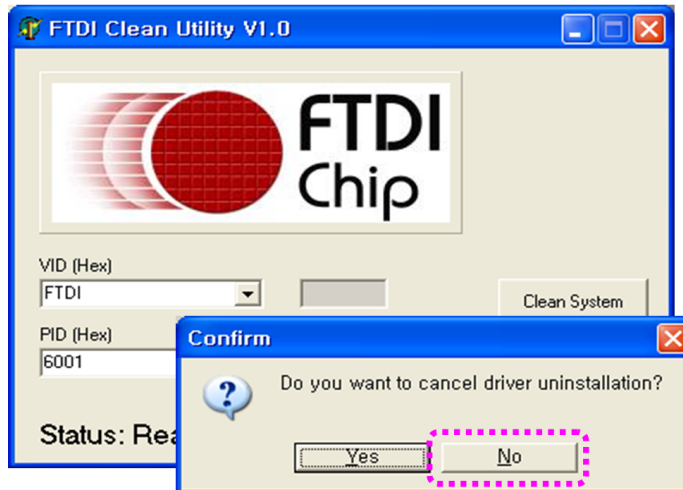 FTDI Clean Utility V1.0
FTDI
Chip
VID (Hex)
FTDI
Clean System
PID (Hex)
6001
Confirm
Do you want to cancel driver uninstallation?
Status: Rea
Yes
No